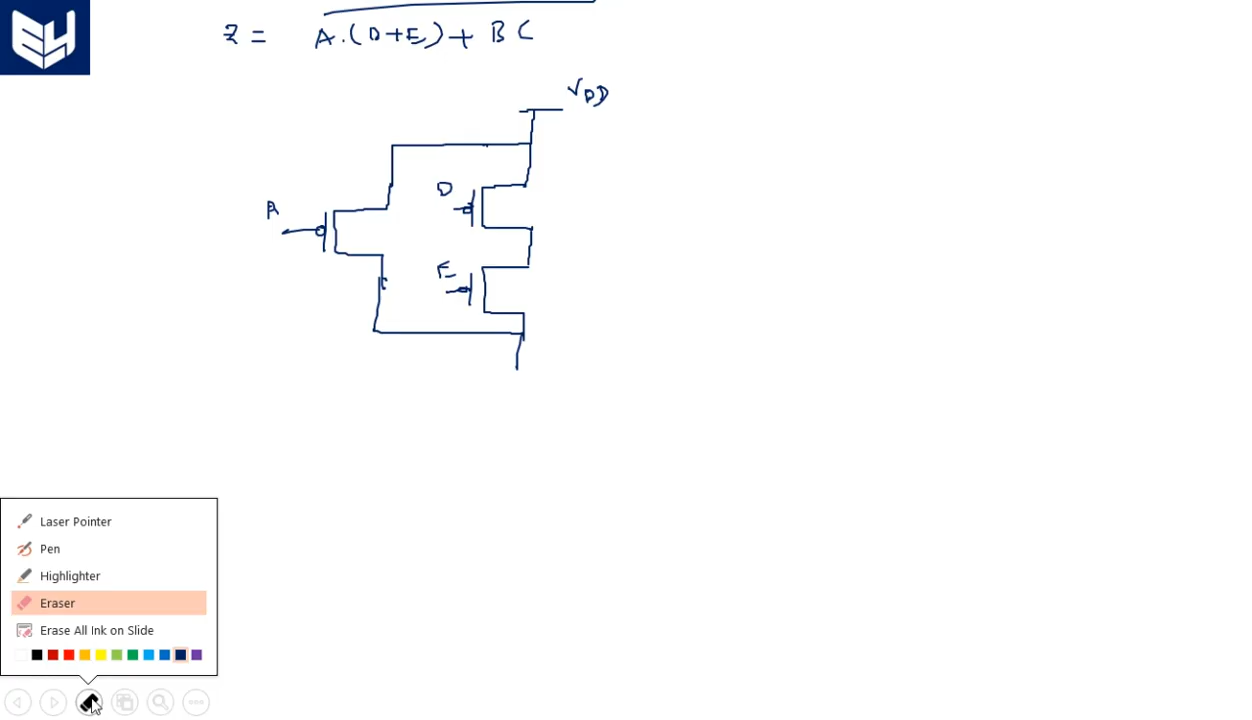 Z = A.(D+E)+ BC
VDD
D
A
E
Laser Pointer
Pen
Highlighter
Eraser
Erase All Ink on Slide